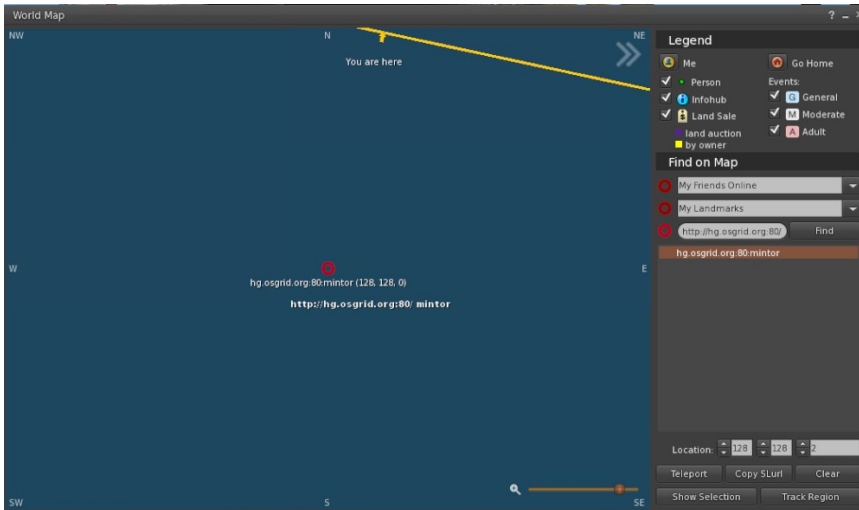 World Map
? –
NW N NE
You are here
W E
hg.osgrid.org:80:mintor (128, 128, 0)
http://hg.osgrid.org:80/ mintor
SW S SE
Legend
Me Go Home
Person Events:
Infohub G General
Land Sale M Moderate
land auction A Adult
by owner
Find on Map
My Friends Online
My Landmarks
http://hg.osgrid.org:80/ Find
hg.osgrid.org:80:mintor
Location: 128 128 2
Teleport Copy SLurl Clear
Show Selection Track Region